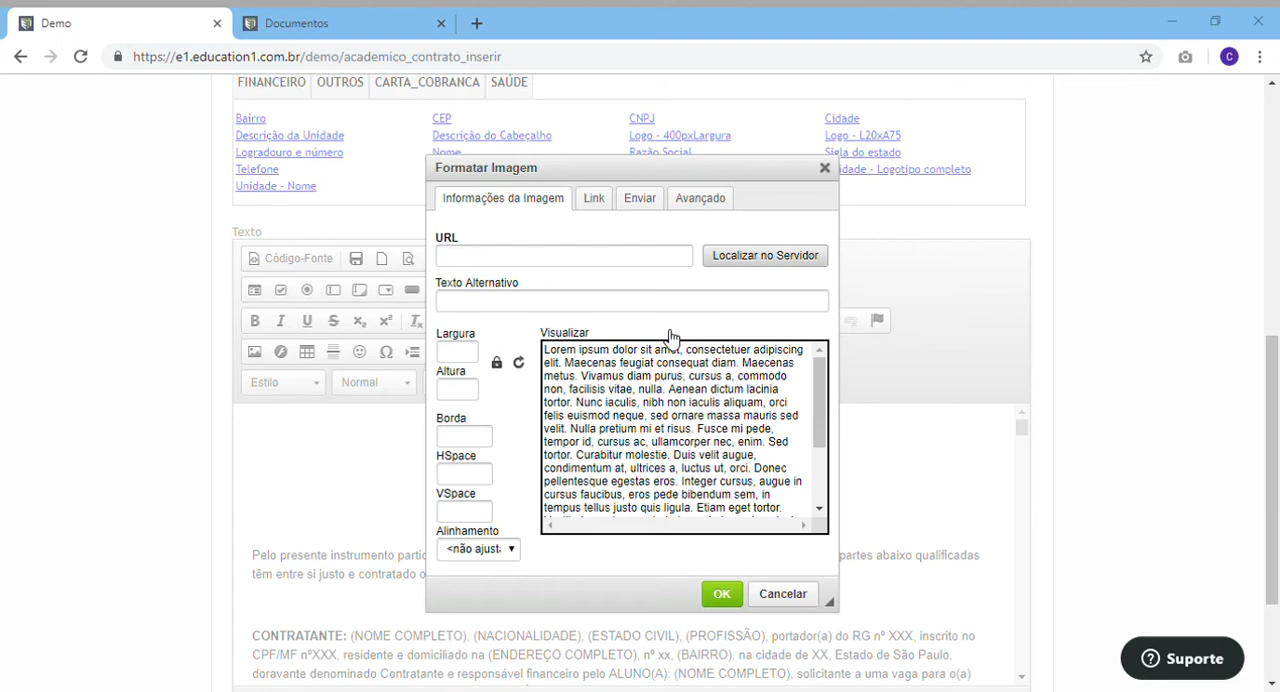 Demo
Documentos
https://e1.education1.com.br/demo/academico_contrato_inserir
C
FINANCEIRO OUTROS CARTA_COBRANCA SAÚDE
Bairro CEP CNPJ Cidade
Descrição da Unidade Descrição do Cabeçalho Logo - 400pxLargura Logo - L20xA75
Logradouro e número Nome Razão Social Sigla do estado
Telefone idade - Logotipo completo
Unidade - Nome
Formatar Imagem
Informações da Imagem Link Enviar Avançado
Texto
Código-Fonte
URL
Localizar no Servidor
Texto Alternativo
Largura
Altura
Borda
HSpace
VSpace
Alinhamento
<não ajust
Visualizar
Lorem ipsum dolor sit amet, consectetuer adipiscing
elit. Maecenas feugiat consequat diam. Maecenas
metus. Vivamus diam purus, cursus a, commodo
non, facilisis vitae, nulla. Aenean dictum lacinia
tortor. Nunc iaculis, nibh non iaculis aliquam, orci
felis euismod neque, sed ornare massa mauris sed
velit. Nulla pretium mi et risus. Fusce mi pede,
tempor id, cursus ac, ullamcorper nec, enim. Sed
tortor. Curabitur molestie. Duis velit augue,
condimentum at, ultrices a, luctus ut, orci. Donec
pellentesque egestas eros. Integer cursus, augue in
cursus faucibus, eros pede bibendum sem, in
tempus tellus justo quis ligula. Etiam eget tortor.
OK Cancelar
B I U S x₂ x² Ix
Estilo Normal
Pelo presente instrumento parti partes abaixo qualificadas
têm entre si justo e contratado o
CONTRATANTE: (NOME COMPLETO), (NACIONALIDADE), (ESTADO CIVIL), (PROFISSÃO), portador(a) do RG nº XXX, inscrito no
CPF/MF nºXXX, residente e domiciliado na (ENDEREÇO COMPLETO), nº xx, (BAIRRO), na cidade de XX, Estado de São Paulo,
doravante denominado Contratante e responsável financeiro pelo ALUNO(A): (NOME COMPLETO), solicitante a uma vaga para o(a)
Suporte